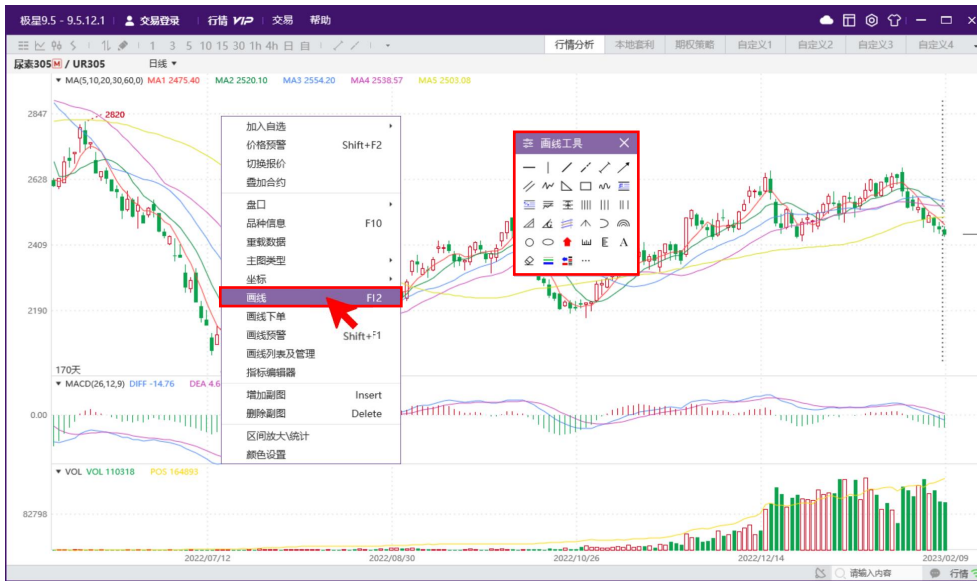 极星9.5 - 9.5.12.1 交易登录 行情 VIP 交易 帮助
1 3 5 10 15 30 1h 4h 日 自 行情分析 本地套利 期权策略 自定义1 自定义2 自定义3 自定义4
尿素305 M / UR305 日线
MA(5,10,20,30,60,0) MA1 2475.40 MA2 2520.10 MA3 2554.20 MA4 2538.57 MA5 2503.08
2847
2820
2628
2409
2190
170天
加入自选
价格预警 Shift+F2
切换报价
叠加合约
盘口
品种信息 F10
重载数据
主图类型
坐标
画线 F12
画线下单
画线预警 Shift+F1
画线列表及管理
指标编辑器
增加副图 Insert
删除副图 Delete
区间放大\统计
颜色设置
画线工具
E A
MACD(26,12,9) DIFF -14.76 DEA 4.6
0.00
VOL VOL 110318 POS 164893
82798
2022/07/12 2022/08/30 2022/10/26 2022/12/14 2023/02/09
请输入内容 行情